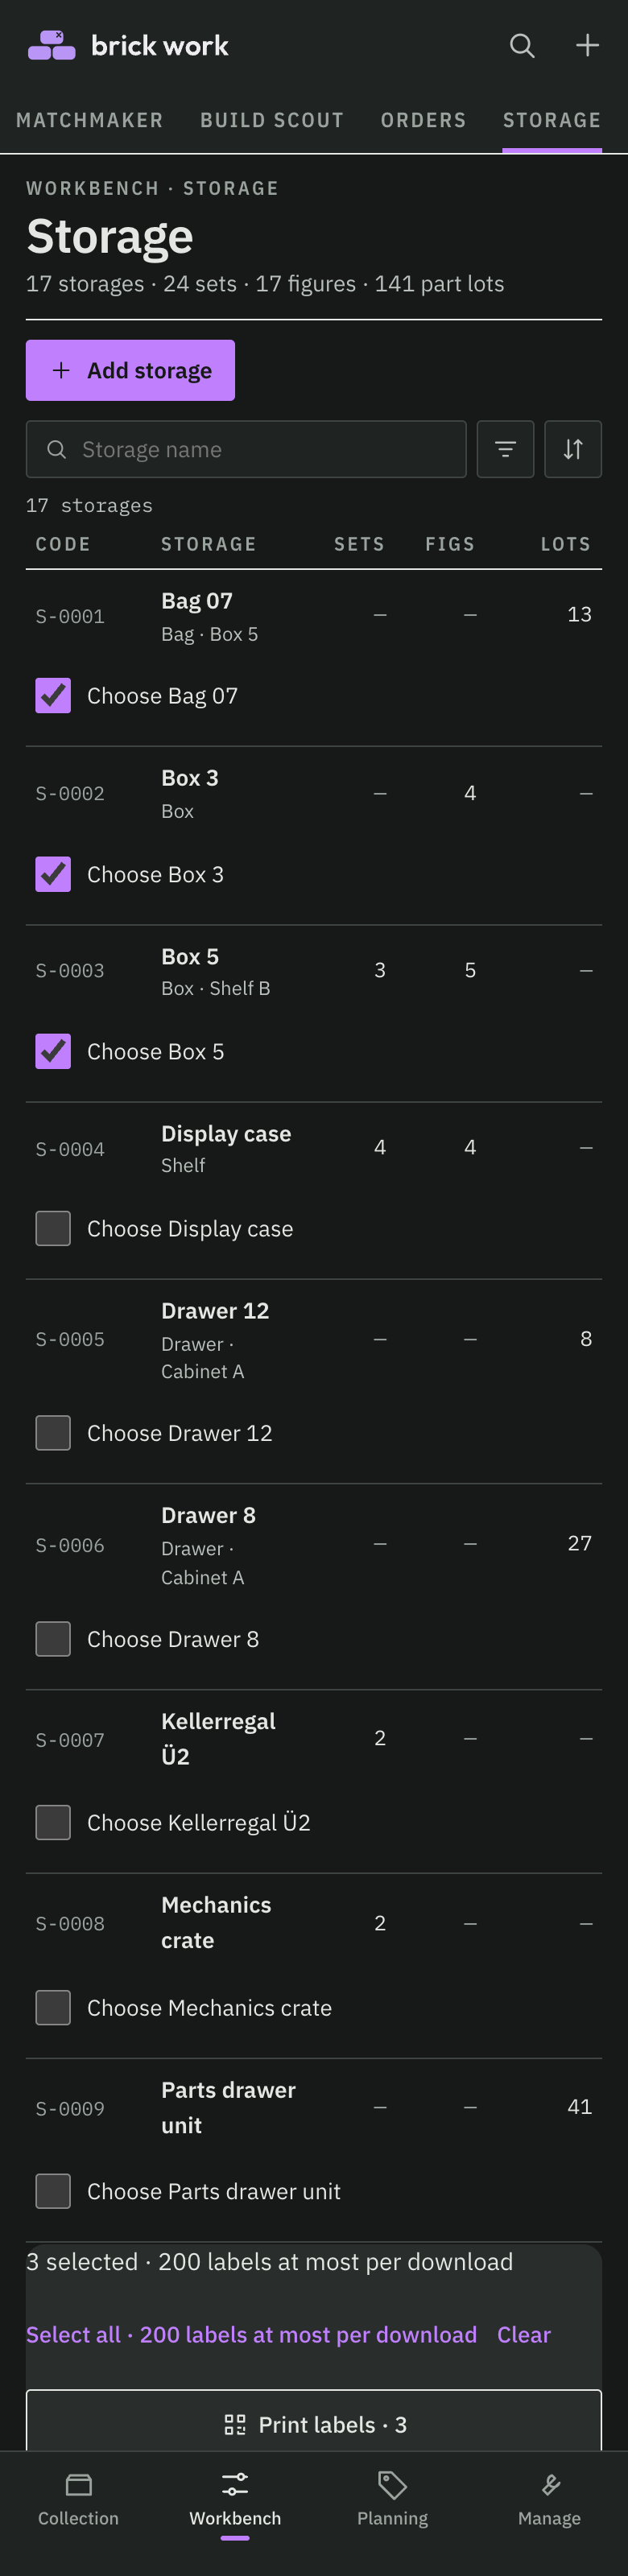 brick work
MATCHMAKER BUILD SCOUT ORDERS STORAGE
WORKBENCH · STORAGE
Storage
17 storages · 24 sets · 17 figures · 141 part lots
+ Add storage
Storage name
17 storages
CODE STORAGE SETS FIGS LOTS
S-0001 Bag 07 — — 13
Bag · Box 5
Choose Bag 07
S-0002 Box 3 — 4 —
Box
Choose Box 3
S-0003 Box 5 3 5 —
Box · Shelf B
Choose Box 5
S-0004 Display case 4 4 —
Shelf
Choose Display case
S-0005 Drawer 12 — — 8
Drawer ·
Cabinet A
Choose Drawer 12
S-0006 Drawer 8 — — 27
Drawer ·
Cabinet A
Choose Drawer 8
S-0007 Kellerregal 2 — —
Ü2
Choose Kellerregal Ü2
S-0008 Mechanics 2 — —
crate
Choose Mechanics crate
S-0009 Parts drawer — — 41
unit
Choose Parts drawer unit
3 selected · 200 labels at most per download
Select all · 200 labels at most per download Clear
Print labels · 3
Collection Workbench Planning Manage